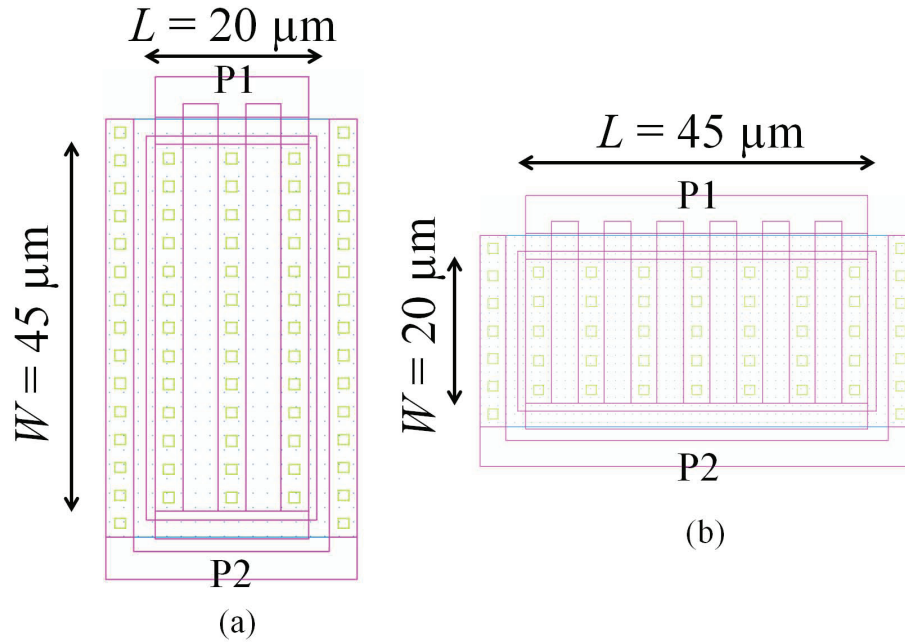 L = 20 µm
P1
W = 45 µm
P2
(a)
L = 45 µm
P1
W = 20 µm
P2
(b)